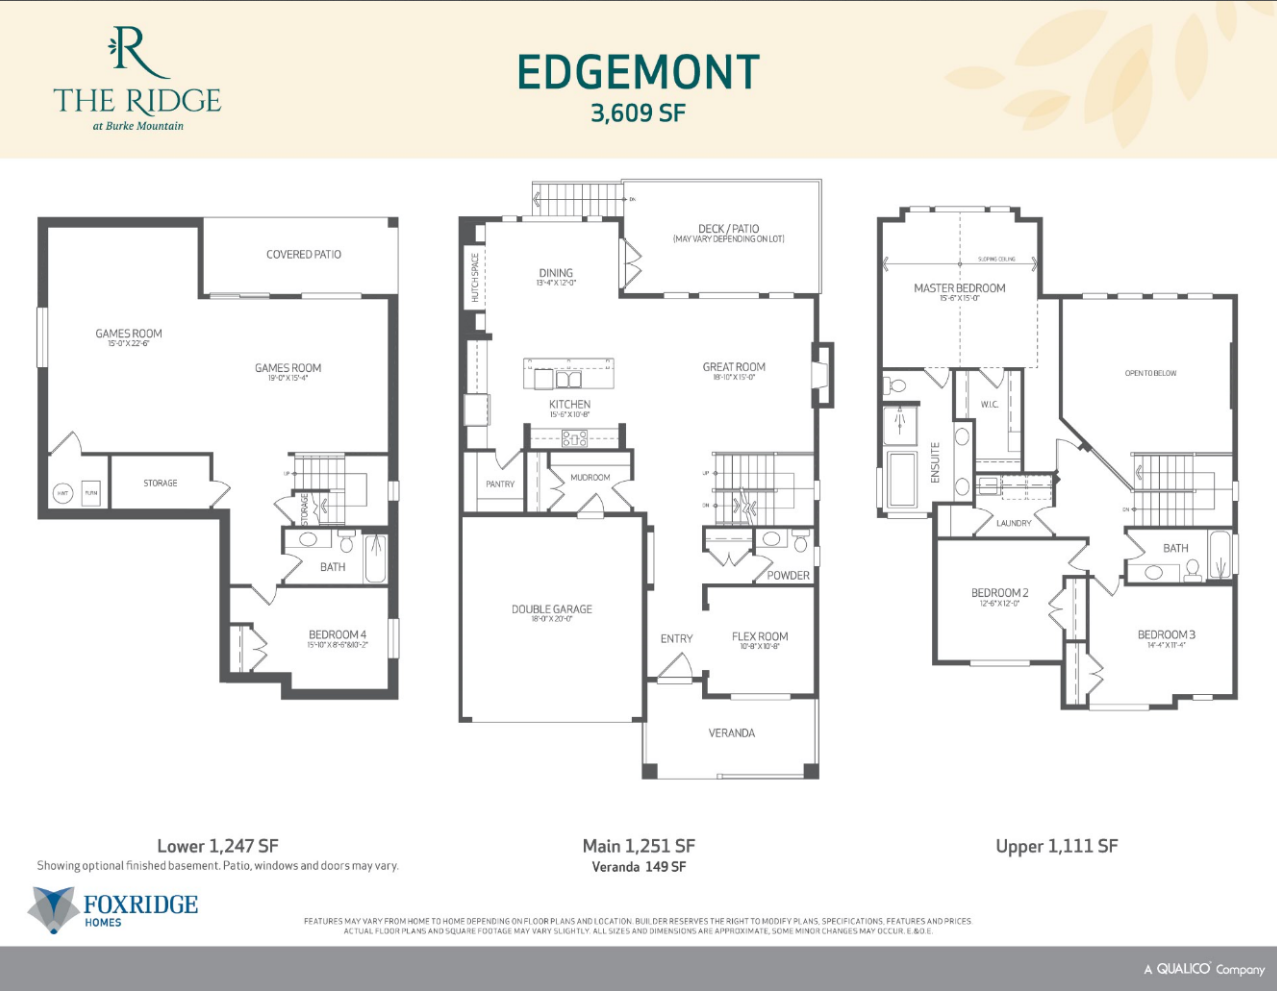 R
THE RIDGE
at Burke Mountain
EDGEMONT
3,609 SF
COVERED PATIO
GAMES ROOM
15'-0" X 22'-6"
GAMES ROOM
19'-0" X 15'-4"
STORAGE
UP
STORAGE
BATH
BEDROOM 4
15'-10" X 8'-6"&10'-2"
DN
DECK / PATIO
(MAY VARY DEPENDING ON LOT)
HUTCH SPACE
DINING
13'-4" X 12'-0"
GREAT ROOM
18'-10" X 15'-0"
KITCHEN
15'-6" X 10'-8"
PANTRY
MUDROOM
UP
DN
POWDER
DOUBLE GARAGE
18'-0" X 20'-0"
ENTRY
FLEX ROOM
10'-8" X 10'-8"
VERANDA
SLOPING CEILING
MASTER BEDROOM
15'-6" X 15'-0"
OPEN TO BELOW
W.I.C.
ENSUITE
LAUNDRY
DN
BATH
BEDROOM 2
12'-6" X 12'-0"
BEDROOM 3
14'-4" X 11'-4"
Lower 1,247 SF
Showing optional finished basement. Patio, windows and doors may vary.
Main 1,251 SF
Veranda 149 SF
Upper 1,111 SF
FOXRIDGE
HOMES
FEATURES MAY VARY FROM HOME TO HOME DEPENDING ON FLOOR PLANS AND LOCATION. BUILDER RESERVES THE RIGHT TO MODIFY PLANS, SPECIFICATIONS, FEATURES AND PRICES.
ACTUAL FLOOR PLANS AND SQUARE FOOTAGE MAY VARY SLIGHTLY. ALL SIZES AND DIMENSIONS ARE APPROXIMATE, SOME MINOR CHANGES MAY OCCUR. E.&O.E.
A QUALICO Company